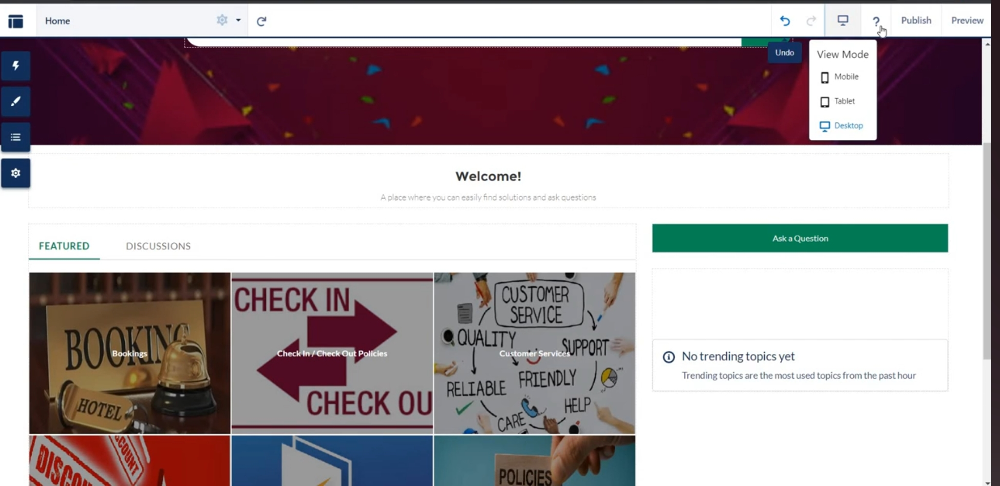 Home
?
Publish
Preview
Undo
View Mode
Mobile
Tablet
Desktop
Welcome!
A place where you can easily find solutions and ask questions
FEATURED
DISCUSSIONS
Ask a Question
BOOKING
Bookings
HOTEL
CHECK IN
Check In / Check Out Policies
CHECK OU
CUSTOMER
SERVICE
QUALITY
SUPPORT
Customer Services
RELIABLE
FRIENDLY
HELP
CARE
No trending topics yet
Trending topics are the most used topics from the past hour
DISCOU
COUNT
POLICIES